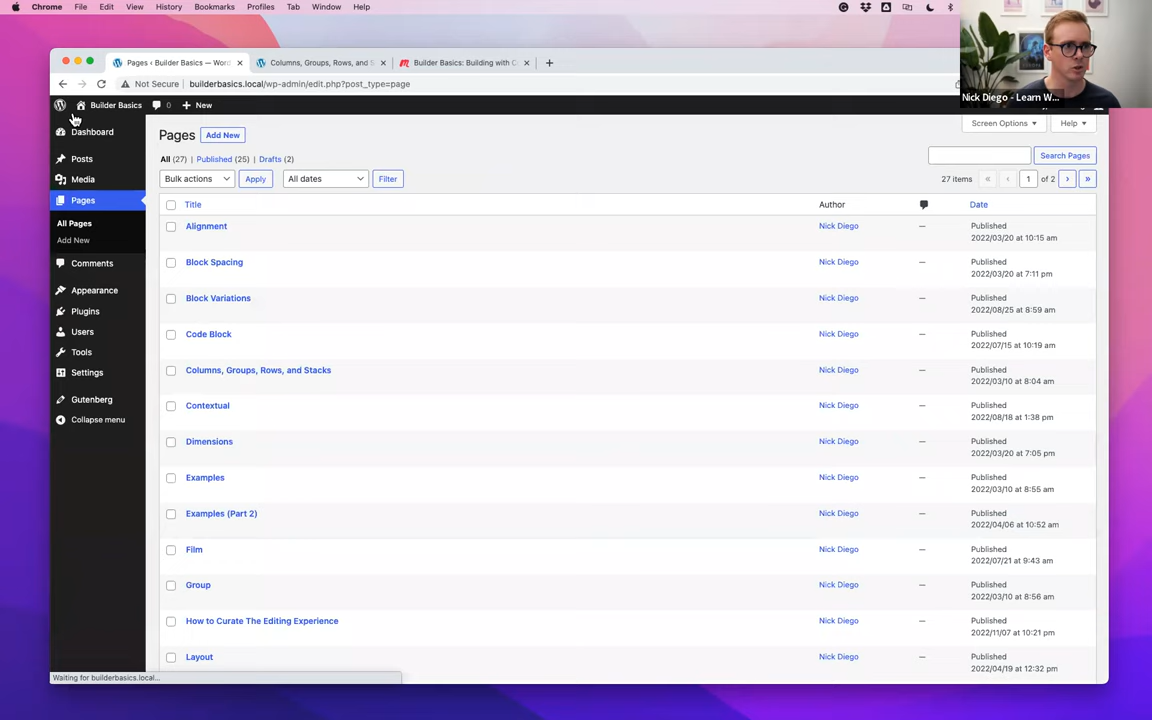 Chrome File Edit View History Bookmarks Profiles Tab Window Help
Pages ‹ Builder Basics — Word
Columns, Groups, Rows, and S
Builder Basics: Building with C
Not Secure builderbasics.local/wp-admin/edit.php?post_type=page
Nick Diego - Learn W...
Builder Basics 0 New
Dashboard
Posts
Media
Pages
All Pages
Add New
Comments
Appearance
Plugins
Users
Tools
Settings
Gutenberg
Collapse menu
Pages Add New
Screen Options Help
All (27) | Published (25) | Drafts (2)
Search Pages
Bulk actions Apply All dates Filter
27 items « ‹ 1 of 2 › »
Title Author Date
Alignment Nick Diego — Published
2022/03/20 at 10:15 am
Block Spacing Nick Diego — Published
2022/03/20 at 7:11 pm
Block Variations Nick Diego — Published
2022/08/25 at 8:59 am
Code Block Nick Diego — Published
2022/07/15 at 10:19 am
Columns, Groups, Rows, and Stacks Nick Diego — Published
2022/03/10 at 8:04 am
Contextual Nick Diego — Published
2022/08/18 at 1:38 pm
Dimensions Nick Diego — Published
2022/03/20 at 7:05 pm
Examples Nick Diego — Published
2022/03/10 at 8:55 am
Examples (Part 2) Nick Diego — Published
2022/04/06 at 10:52 am
Film Nick Diego — Published
2022/07/21 at 9:43 am
Group Nick Diego — Published
2022/03/10 at 8:56 am
How to Curate The Editing Experience Nick Diego — Published
2022/11/07 at 10:21 pm
Layout Nick Diego — Published
2022/04/19 at 12:32 pm
Waiting for builderbasics.local...